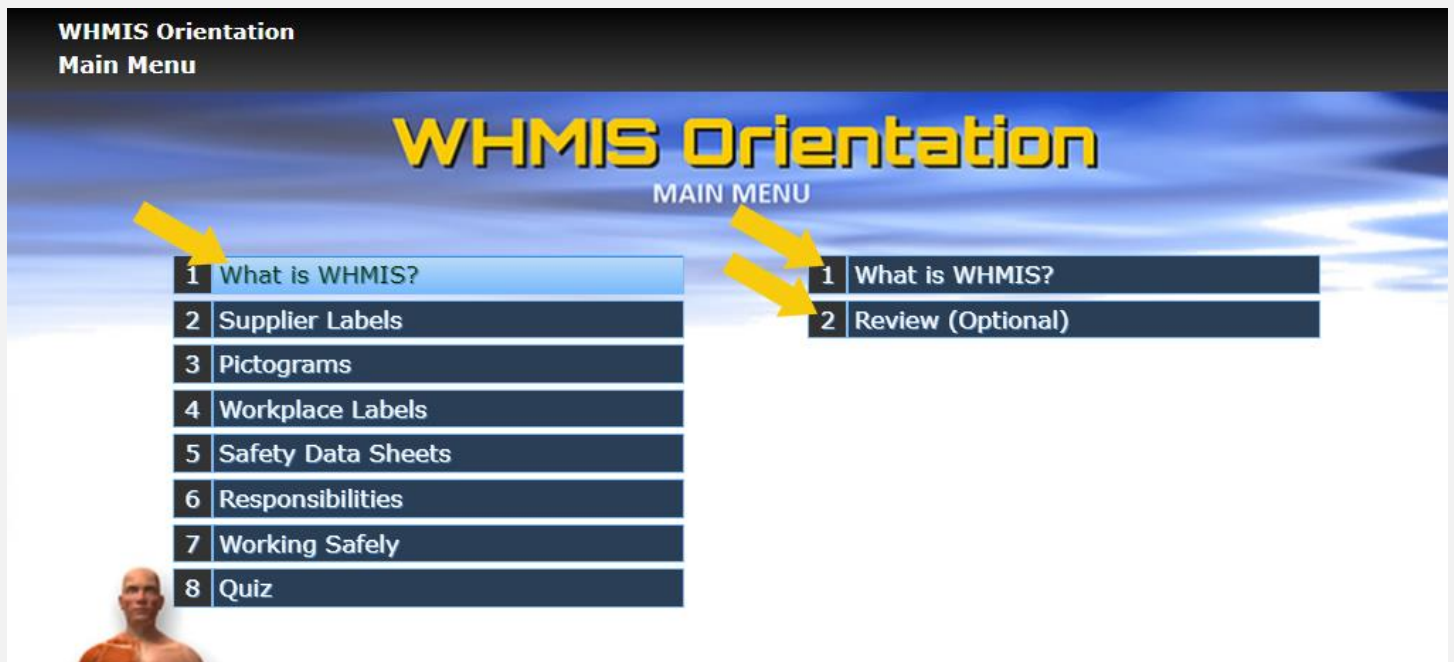 WHMIS Orientation
Main Menu
WHMIS Orientation
MAIN MENU
1 What is WHMIS?
2 Supplier Labels
3 Pictograms
4 Workplace Labels
5 Safety Data Sheets
6 Responsibilities
7 Working Safely
8 Quiz
1 What is WHMIS?
2 Review (Optional)